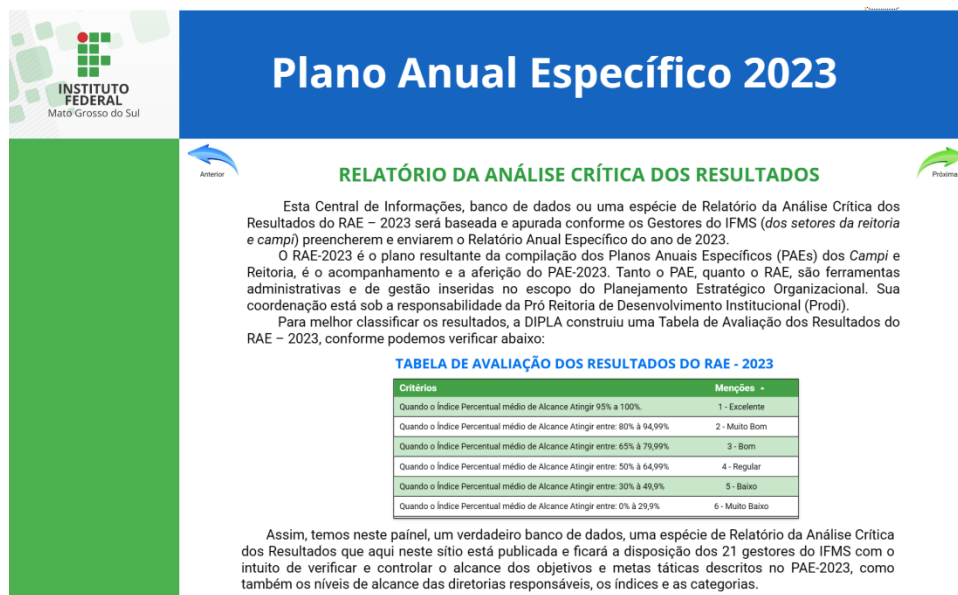 INSTITUTO
FEDERAL
Mato Grosso do Sul
Plano Anual Específico 2023
Anterior
Próxima
RELATÓRIO DA ANÁLISE CRÍTICA DOS RESULTADOS
Esta Central de Informações, banco de dados ou uma espécie de Relatório da Análise Crítica dos
Resultados do RAE – 2023 será baseada e apurada conforme os Gestores do IFMS (dos setores da reitoria
e campi) preencherem e enviarem o Relatório Anual Específico do ano de 2023.
O RAE-2023 é o plano resultante da compilação dos Planos Anuais Específicos (PAEs) dos Campi e
Reitoria, é o acompanhamento e a aferição do PAE-2023. Tanto o PAE, quanto o RAE, são ferramentas
administrativas e de gestão inseridas no escopo do Planejamento Estratégico Organizacional. Sua
coordenação está sob a responsabilidade da Pró Reitoria de Desenvolvimento Institucional (Prodi).
Para melhor classificar os resultados, a DIPLA construiu uma Tabela de Avaliação dos Resultados do
RAE – 2023, conforme podemos verificar abaixo:
TABELA DE AVALIAÇÃO DOS RESULTADOS DO RAE - 2023
Critérios Menções
Quando o Índice Percentual médio de Alcance Atingir 95% a 100%. 1 - Excelente
Quando o Índice Percentual médio de Alcance Atingir entre: 80% à 94,99% 2 - Muito Bom
Quando o Índice Percentual médio de Alcance Atingir entre: 65% à 79,99% 3 - Bom
Quando o Índice Percentual médio de Alcance Atingir entre: 50% à 64,99% 4 - Regular
Quando o Índice Percentual médio de Alcance Atingir entre: 30% à 49,9% 5 - Baixo
Quando o Índice Percentual médio de Alcance Atingir entre: 0% à 29,9% 6 - Muito Baixo
Assim, temos neste paínel, um verdadeiro banco de dados, uma espécie de Relatório da Análise Crítica
dos Resultados que aqui neste sítio está publicada e ficará a disposição dos 21 gestores do IFMS com o
intuito de verificar e controlar o alcance dos objetivos e metas táticas descritos no PAE-2023, como
também os níveis de alcance das diretorias responsáveis, os índices e as categorias.